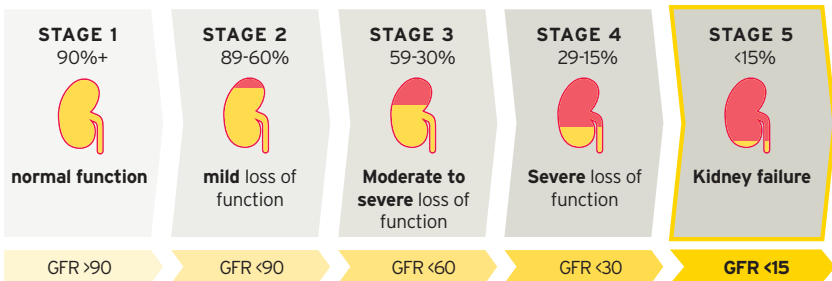 STAGE 1
90%+
normal function
STAGE 2
89-60%
mild loss of
function
STAGE 3
59-30%
Moderate to
severe loss of
function
STAGE 4
29-15%
Severe loss of
function
STAGE 5
<15%
Kidney failure
GFR >90
GFR <90
GFR <60
GFR <30
GFR <15